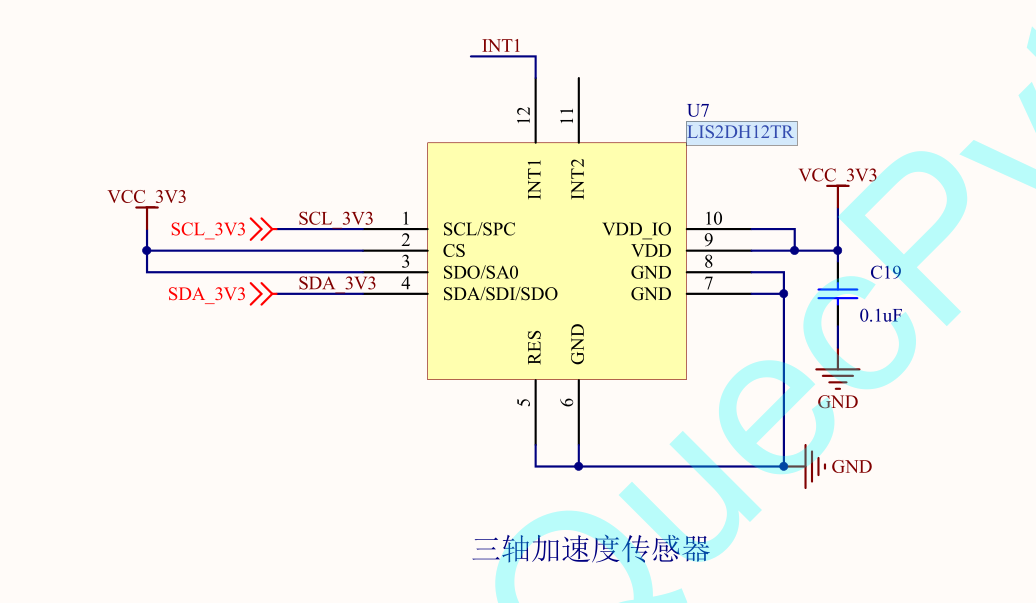 INT1
12
11
U7
LIS2DH12TR
INT1
INT2
VCC_3V3
VCC_3V3
SCL_3V3
SCL_3V3
1
SCL/SPC
VDD_IO
10
2
CS
VDD
9
3
SDO/SA0
GND
8
SDA_3V3
SDA_3V3
4
SDA/SDI/SDO
GND
7
C19
0.1uF
RES
GND
5
6
GND
GND
三轴加速度传感器
QuecPy